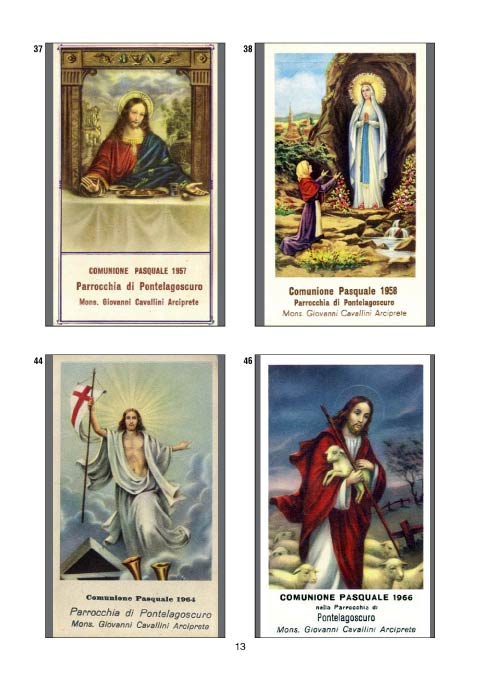 37
COMUNIONE PASQUALE 1957
Parrocchia di Pontelagoscuro
Mons. Giovanni Cavallini Arciprete
38
Comunione Pasquale 1958
Parrocchia di Pontelagoscuro
Mons. Giovanni Cavallini Arciprete
44
Comunione Pasquale 1964
Parrocchia di Pontelagoscuro
Mons. Giovanni Cavallini Arciprete
46
COMUNIONE PASQUALE 1966
nella Parrocchia di
Pontelagoscuro
Mons. Giovanni Cavallini Arciprete
13